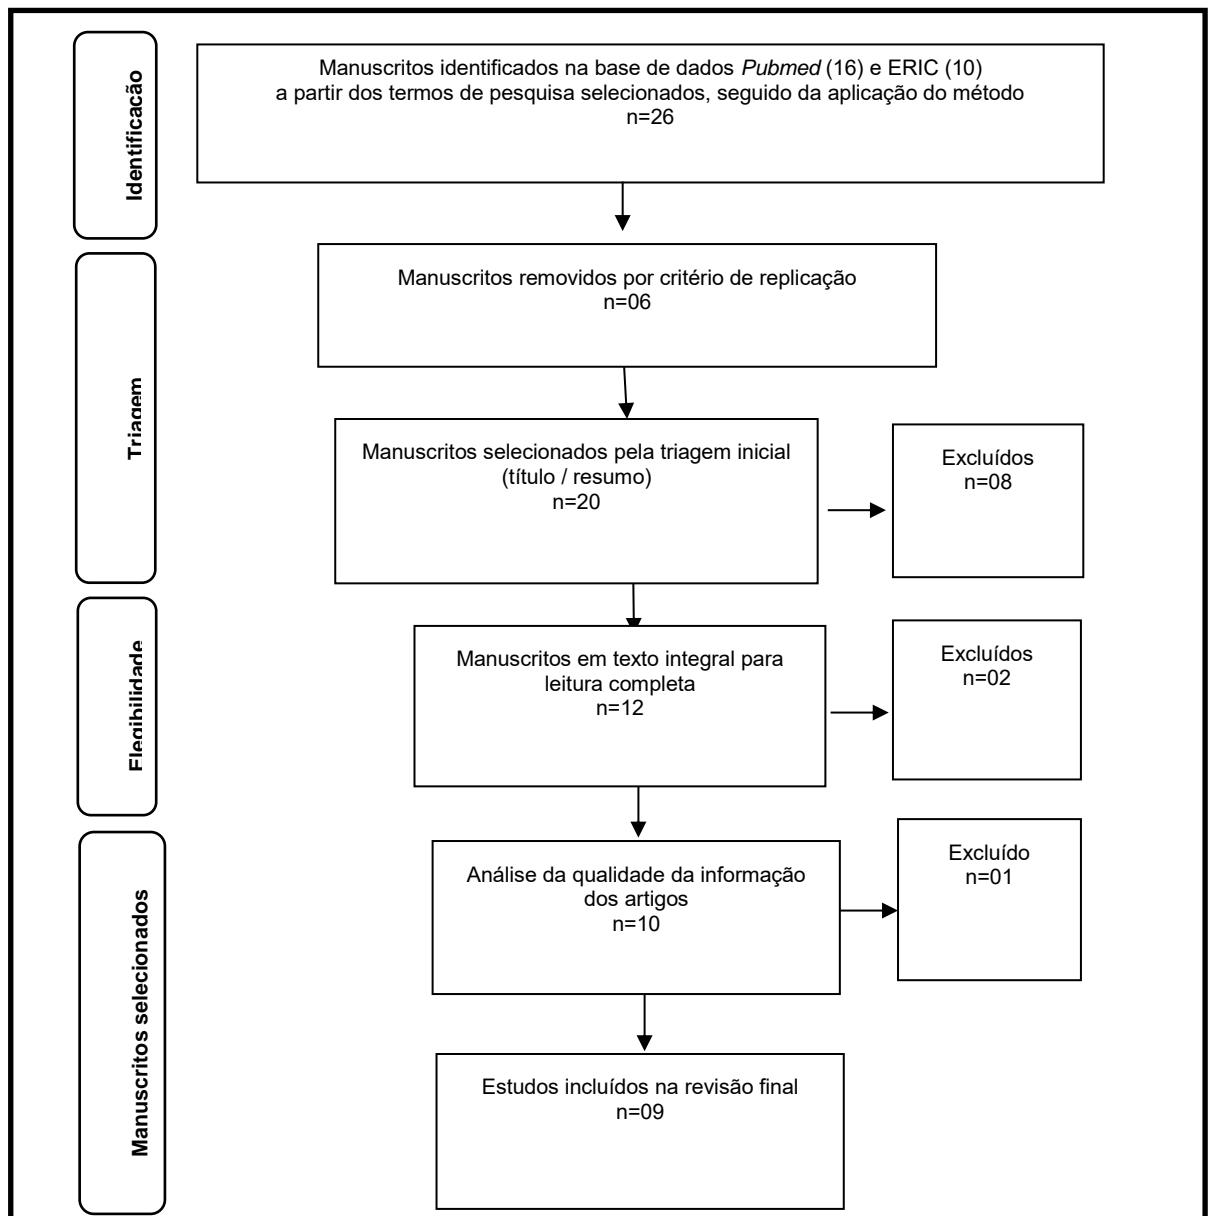 Identificação
Manuscritos identificados na base de dados Pubmed (16) e ERIC (10)
a partir dos termos de pesquisa selecionados, seguido da aplicação do método
n=26
Triagem
Manuscritos removidos por critério de replicação
n=06
Manuscritos selecionados pela triagem inicial
(título / resumo)
n=20
Excluídos
n=08
Elegibilidade
Manuscritos em texto integral para
leitura completa
n=12
Excluídos
n=02
Manuscritos selecionados
Análise da qualidade da informação
dos artigos
n=10
Excluído
n=01
Estudos incluídos na revisão final
n=09